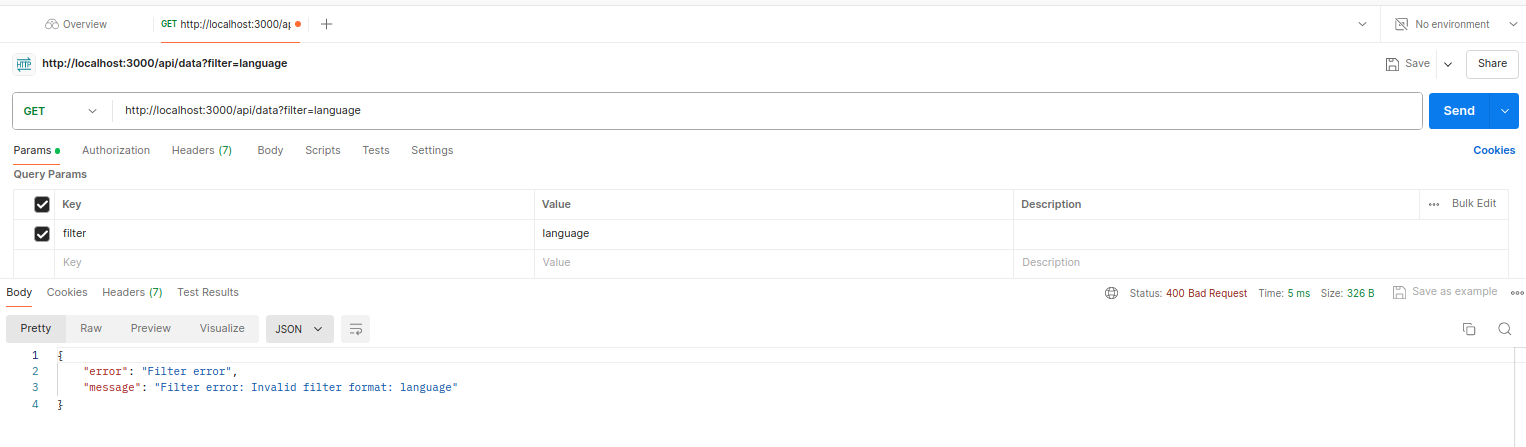 Overview GET http://localhost:3000/ap No environment
HTTP http://localhost:3000/api/data?filter=language Save Share
GET http://localhost:3000/api/data?filter=language Send
Params Authorization Headers (7) Body Scripts Tests Settings Cookies
Query Params
Key Value Description Bulk Edit
filter language
Key Value Description
Body Cookies Headers (7) Test Results Status: 400 Bad Request Time: 5 ms Size: 326 B Save as example
Pretty Raw Preview Visualize JSON
1 {
2 "error": "Filter error",
3 "message": "Filter error: Invalid filter format: language"
4 }